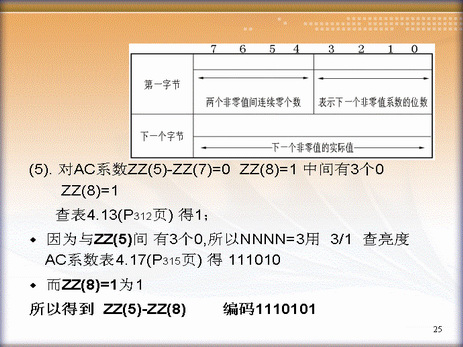 7 6 5 4 3 2 1 0
第一字节
两个非零值间连续零个数 表示下一个非零值系数的位数
下一个字节
下一个非零值的实际值
(5). 对AC系数ZZ(5)-ZZ(7)=0 ZZ(8)=1 中间有3个0
ZZ(8)=1
查表4.13(P312页) 得1;
◆ 因为与ZZ(5)间 有3个0,所以NNNN=3用 3/1 查亮度
AC系数表4.17(P315页) 得 111010
◆ 而ZZ(8)=1为1
所以得到 ZZ(5)-ZZ(8) 编码1110101
25